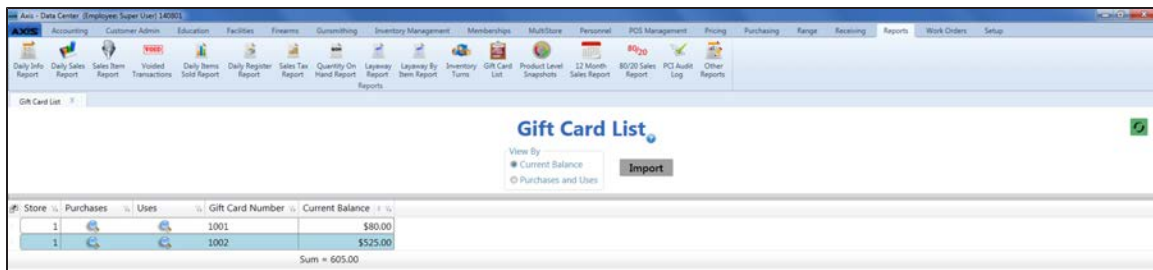 Axis - Data Center (Employee: Super User) 140801
AXIS Accounting Customer Admin Education Facilities Firearms Gunsmithing Inventory Management Memberships MultiStore Personnel POS Management Pricing Purchasing Range Receiving Reports Work Orders Setup
VOID 80/20
Daily Info Daily Sales Sales Item Voided Daily Items Daily Register Sales Tax Quantity On Layaway Layaway By Inventory Gift Card Product Level 12 Month 80/20 Sales PCI Audit Other
Report Report Report Transactions Sold Report Report Report Hand Report Report Item Report Turns List Snapshots Sales Report Report Log Reports
Reports
Gift Card List X
Gift Card List
View By
Current Balance
Import
Purchases and Uses
Store Purchases Uses Gift Card Number Current Balance
1 1001 $80.00
1 1002 $525.00
Sum = 605.00